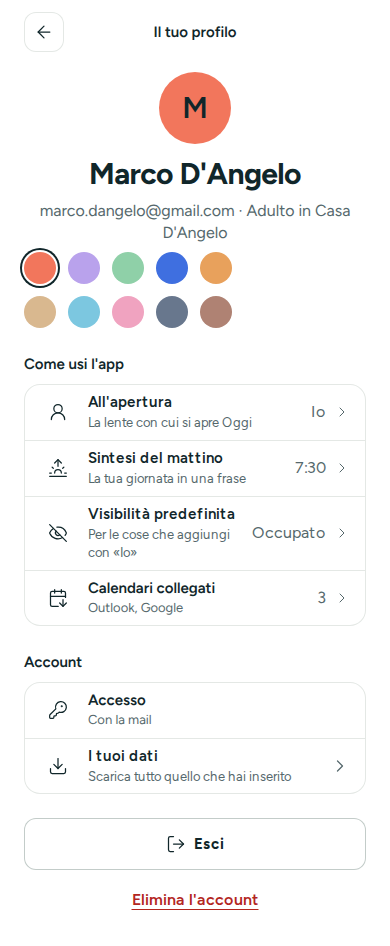 Il tuo profilo
M
Marco D'Angelo
marco.dangelo@gmail.com · Adulto in Casa
D'Angelo
Come usi l'app
All'apertura
La lente con cui si apre Oggi
Io
Sintesi del mattino
La tua giornata in una frase
7:30
Visibilità predefinita
Per le cose che aggiungi
con «Io»
Occupato
Calendari collegati
Outlook, Google
3
Account
Accesso
Con la mail
I tuoi dati
Scarica tutto quello che hai inserito
Esci
Elimina l'account